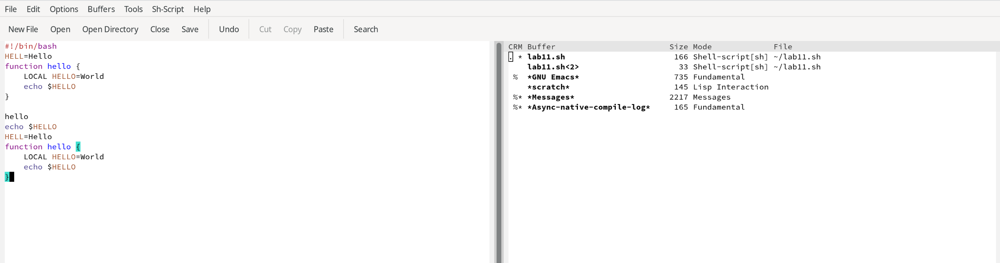 File Edit Options Buffers Tools Sh-Script Help
New File Open Open Directory Close Save Undo Cut Copy Paste Search
#!/bin/bash
HELL=Hello
function hello {
    LOCAL HELLO=World
    echo $HELLO
}

hello
echo $HELLO
HELL=Hello
function hello {
    LOCAL HELLO=World
    echo $HELLO
}
CRM Buffer Size Mode File
. * lab11.sh 166 Shell-script[sh] ~/lab11.sh
lab11.sh<2> 33 Shell-script[sh] ~/lab11.sh
% *GNU Emacs* 735 Fundamental
*scratch* 145 Lisp Interaction
%* *Messages* 2217 Messages
%* *Async-native-compile-log* 165 Fundamental